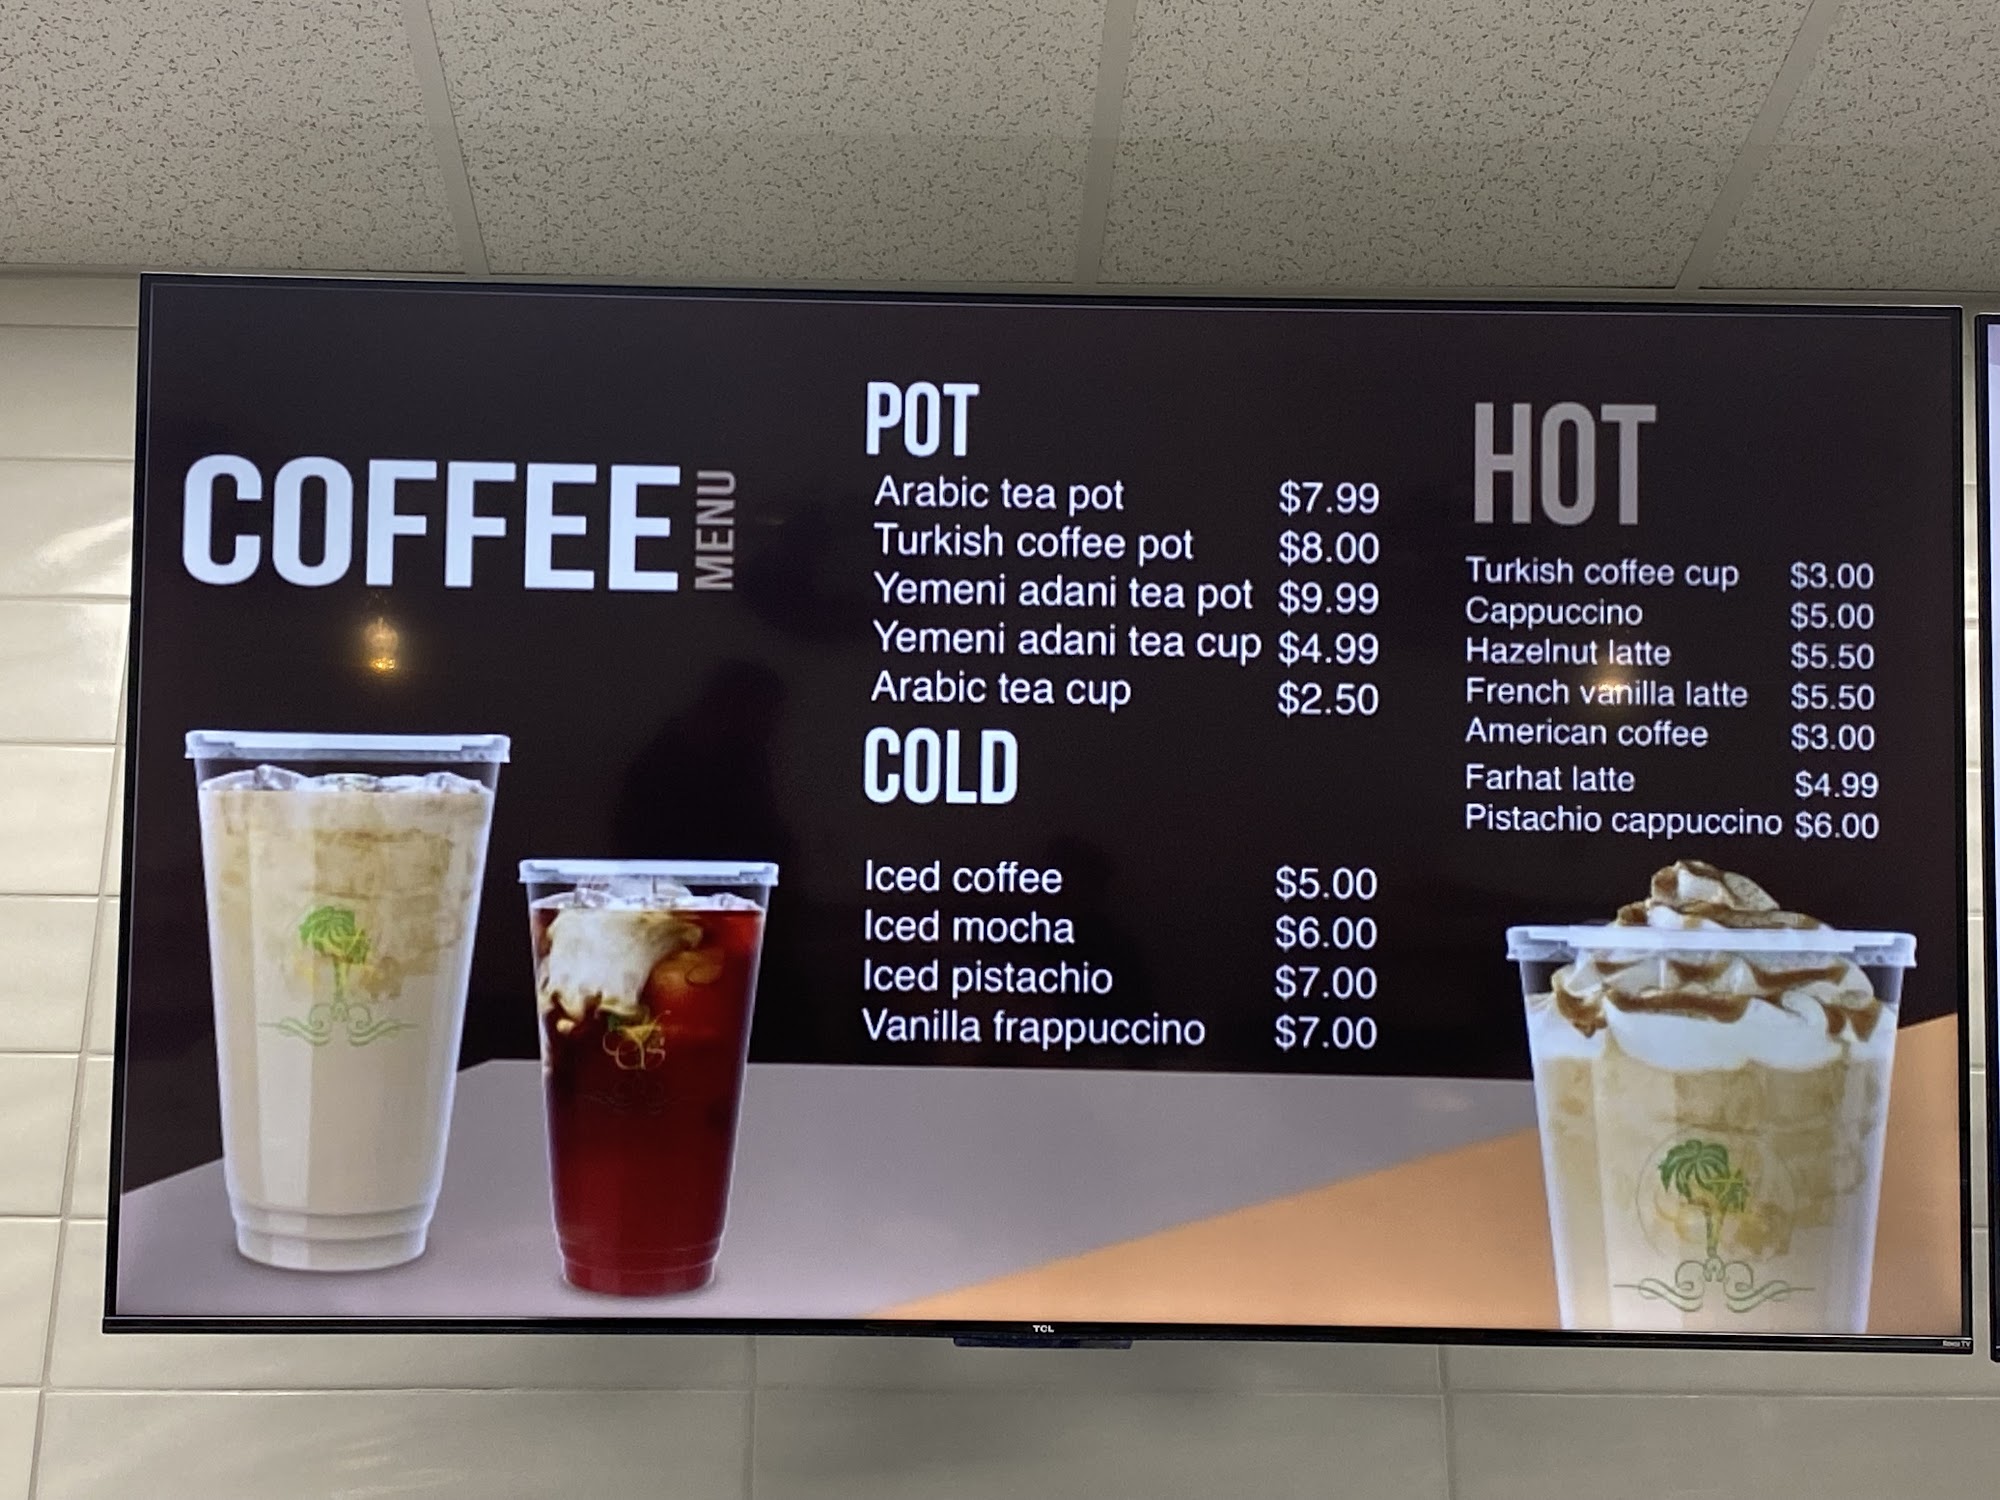 COFFEE MENU
POT
Arabic tea pot $7.99
Turkish coffee pot $8.00
Yemeni adani tea pot $9.99
Yemeni adani tea cup $4.99
Arabic tea cup $2.50
COLD
Iced coffee $5.00
Iced mocha $6.00
Iced pistachio $7.00
Vanilla frappuccino $7.00
HOT
Turkish coffee cup $3.00
Cappuccino $5.00
Hazelnut latte $5.50
French vanilla latte $5.50
American coffee $3.00
Farhat latte $4.99
Pistachio cappuccino $6.00
TCL
Roku TV